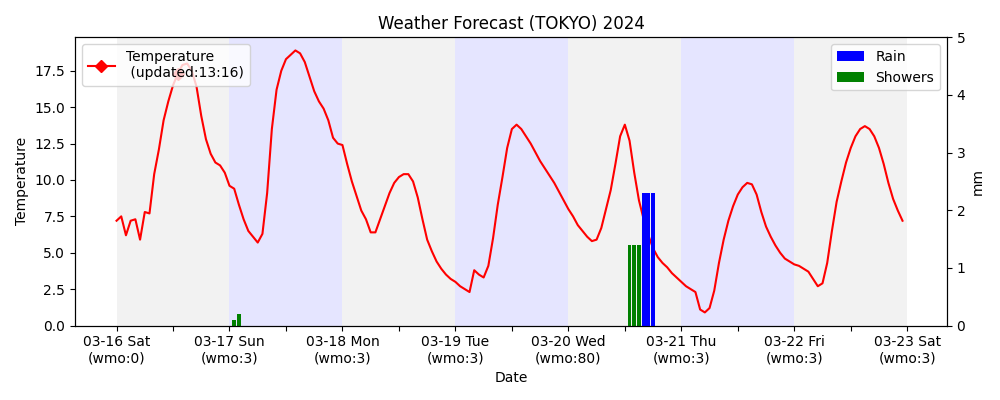 Weather Forecast (TOKYO) 2024
Temperature
(updated:13:16)
Rain
Showers
Temperature
17.5
15.0
12.5
10.0
7.5
5.0
2.5
0.0
5
4
3
2
1
0
mm
03-16 Sat
(wmo:0)
03-17 Sun
(wmo:3)
03-18 Mon
(wmo:3)
03-19 Tue
(wmo:3)
03-20 Wed
(wmo:80)
03-21 Thu
(wmo:3)
03-22 Fri
(wmo:3)
03-23 Sat
(wmo:3)
Date